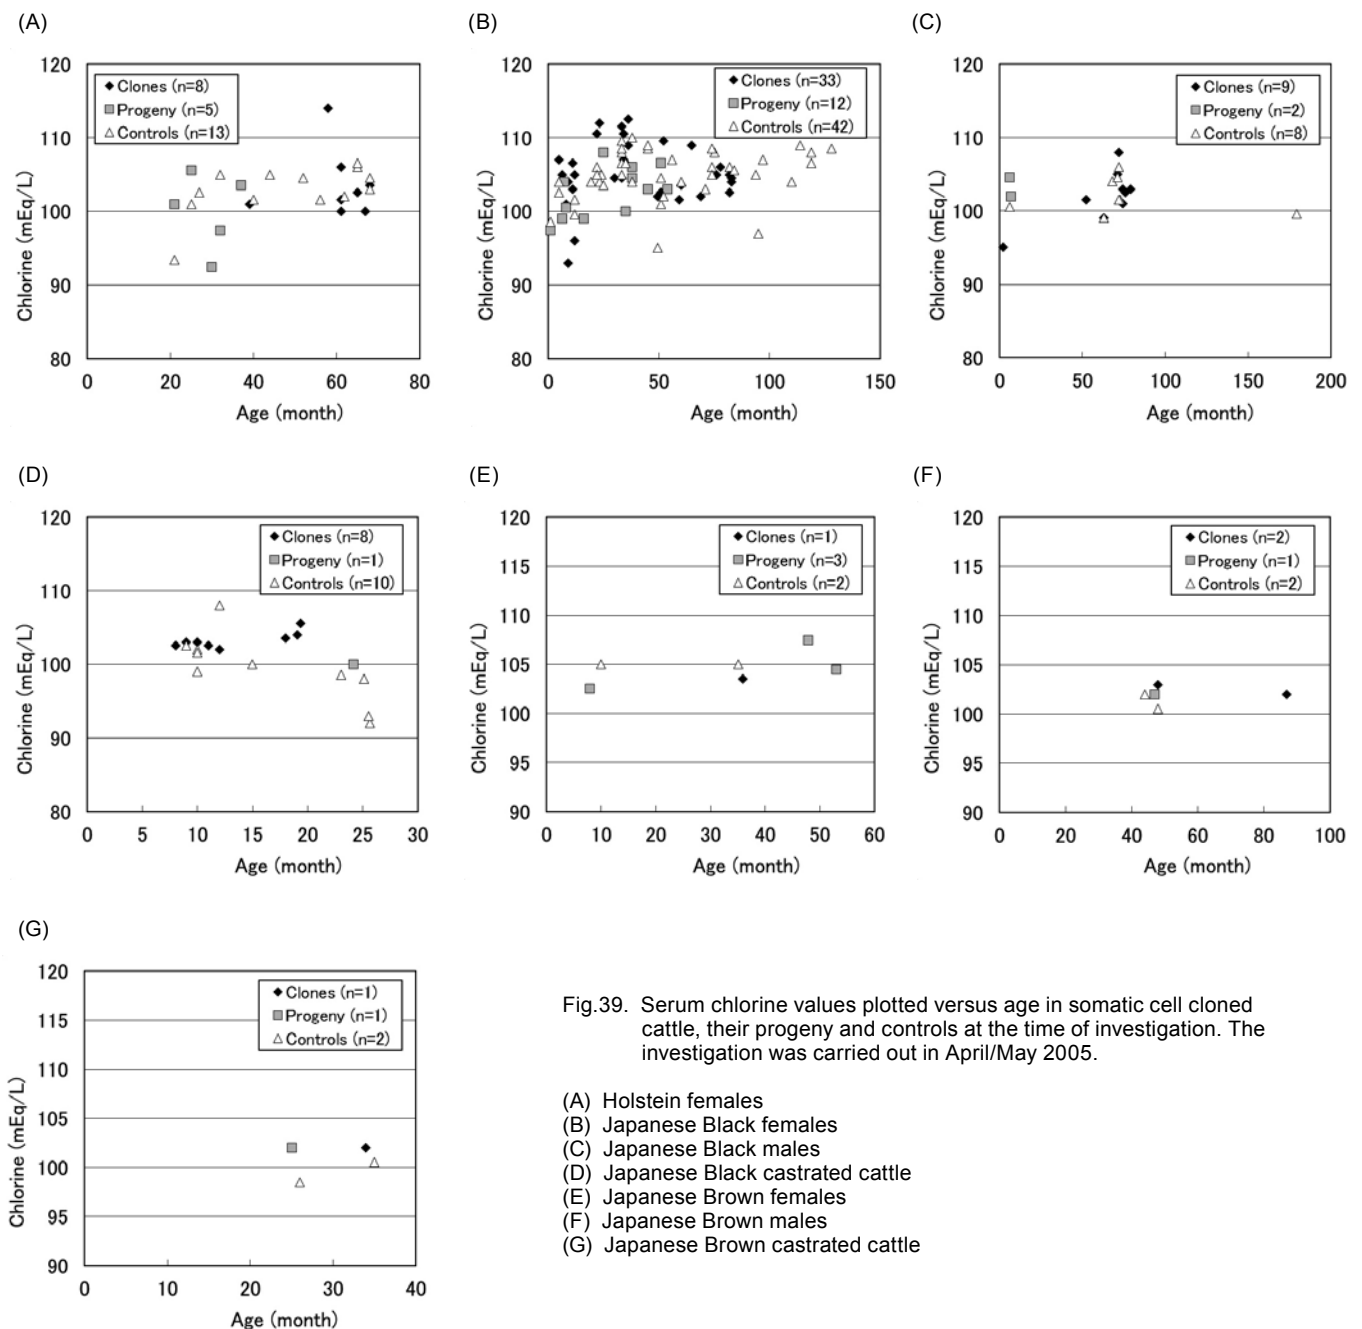 (A)
120
110
100
90
80
0
20
40
60
80
Chlorine (mEq/L)
Age (month)
Clones (n=8)
Progeny (n=5)
Controls (n=13)
(B)
120
110
100
90
80
0
50
100
150
Chlorine (mEq/L)
Age (month)
Clones (n=33)
Progeny (n=12)
Controls (n=42)
(C)
120
110
100
90
80
0
50
100
150
200
Chlorine (mEq/L)
Age (month)
Clones (n=9)
Progeny (n=2)
Controls (n=8)
(D)
120
110
100
90
80
0
5
10
15
20
25
30
Chlorine (mEq/L)
Age (month)
Clones (n=8)
Progeny (n=1)
Controls (n=10)
(E)
120
115
110
105
100
95
90
0
10
20
30
40
50
60
Chlorine (mEq/L)
Age (month)
Clones (n=1)
Progeny (n=3)
Controls (n=2)
(F)
120
115
110
105
100
95
90
0
20
40
60
80
100
Chlorine (mEq/L)
Age (month)
Clones (n=2)
Progeny (n=1)
Controls (n=2)
(G)
120
115
110
105
100
95
90
0
10
20
30
40
Chlorine (mEq/L)
Age (month)
Clones (n=1)
Progeny (n=1)
Controls (n=2)
Fig.39. Serum chlorine values plotted versus age in somatic cell cloned
cattle, their progeny and controls at the time of investigation. The
investigation was carried out in April/May 2005.
(A) Holstein females
(B) Japanese Black females
(C) Japanese Black males
(D) Japanese Black castrated cattle
(E) Japanese Brown females
(F) Japanese Brown males
(G) Japanese Brown castrated cattle